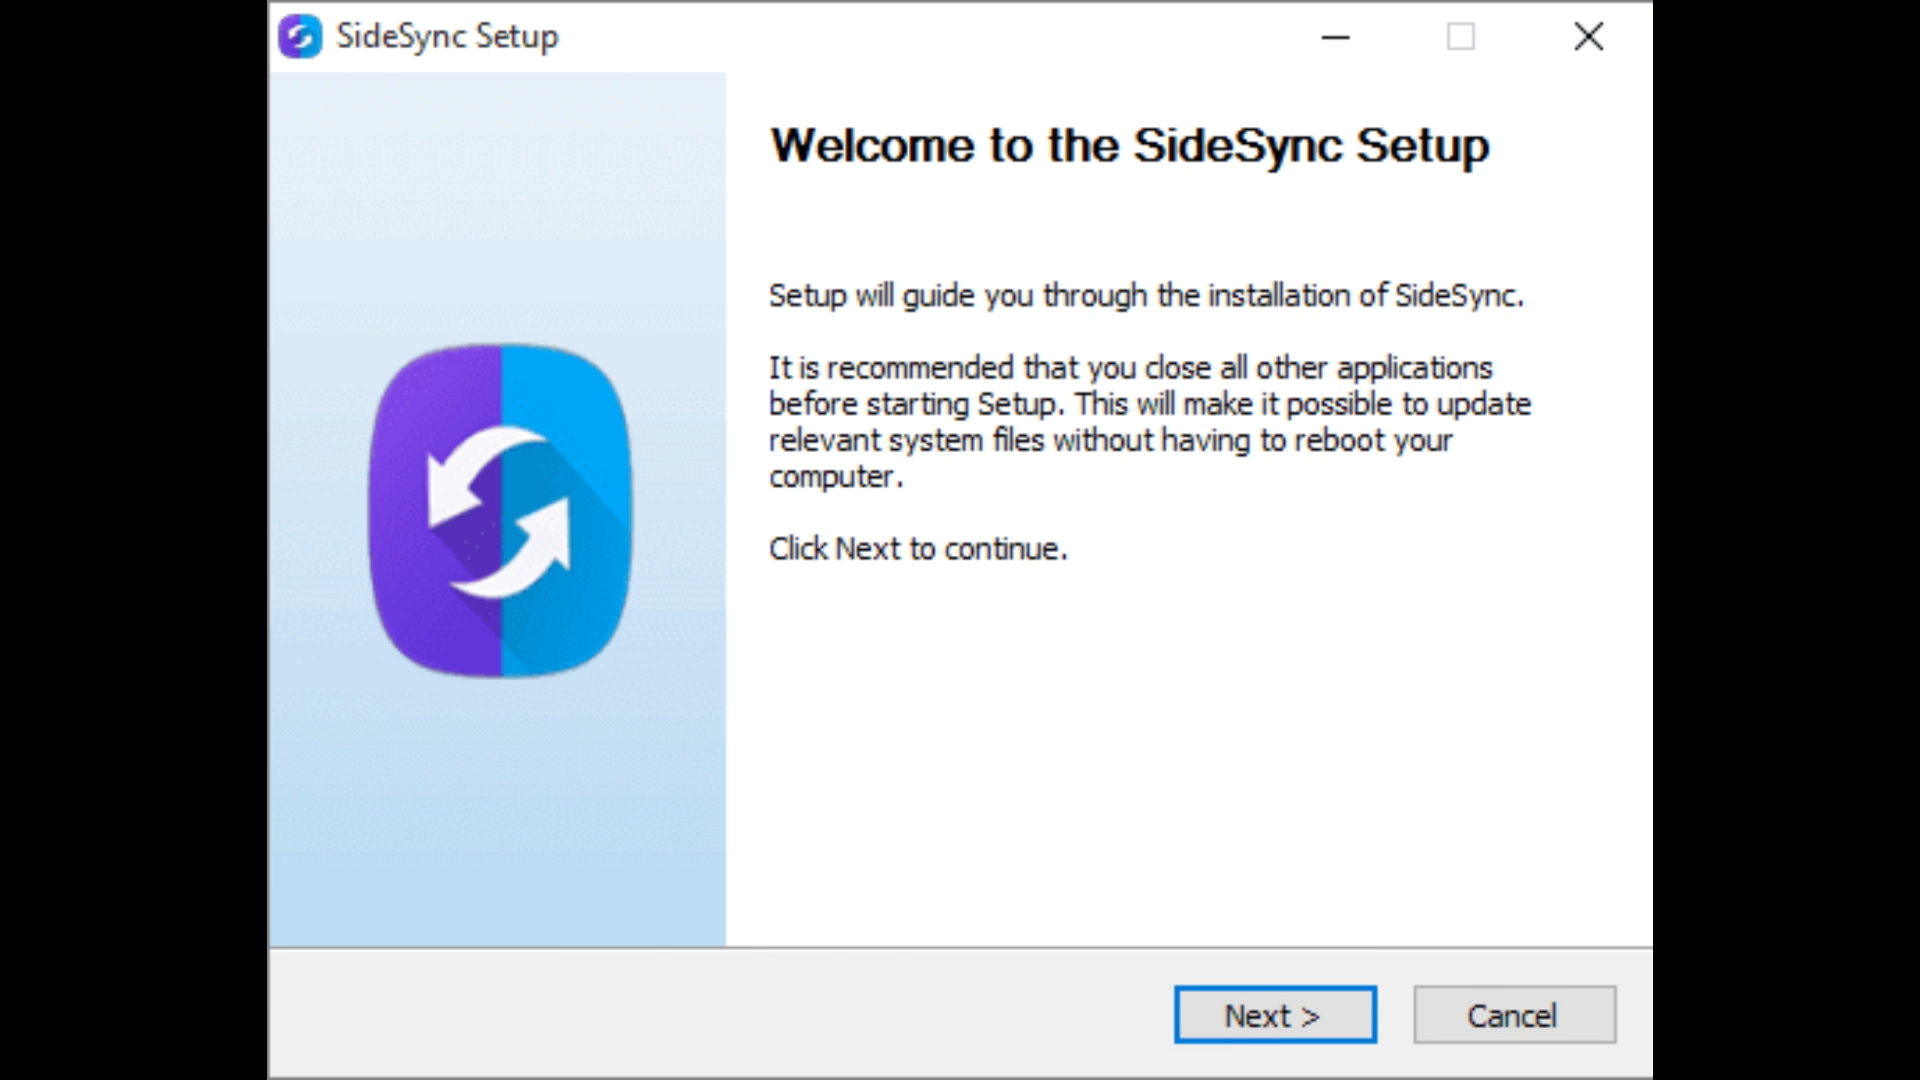 SideSync Setup
Welcome to the SideSync Setup
Setup will guide you through the installation of SideSync.
It is recommended that you close all other applications
before starting Setup. This will make it possible to update
relevant system files without having to reboot your
computer.
Click Next to continue.
Next >
Cancel